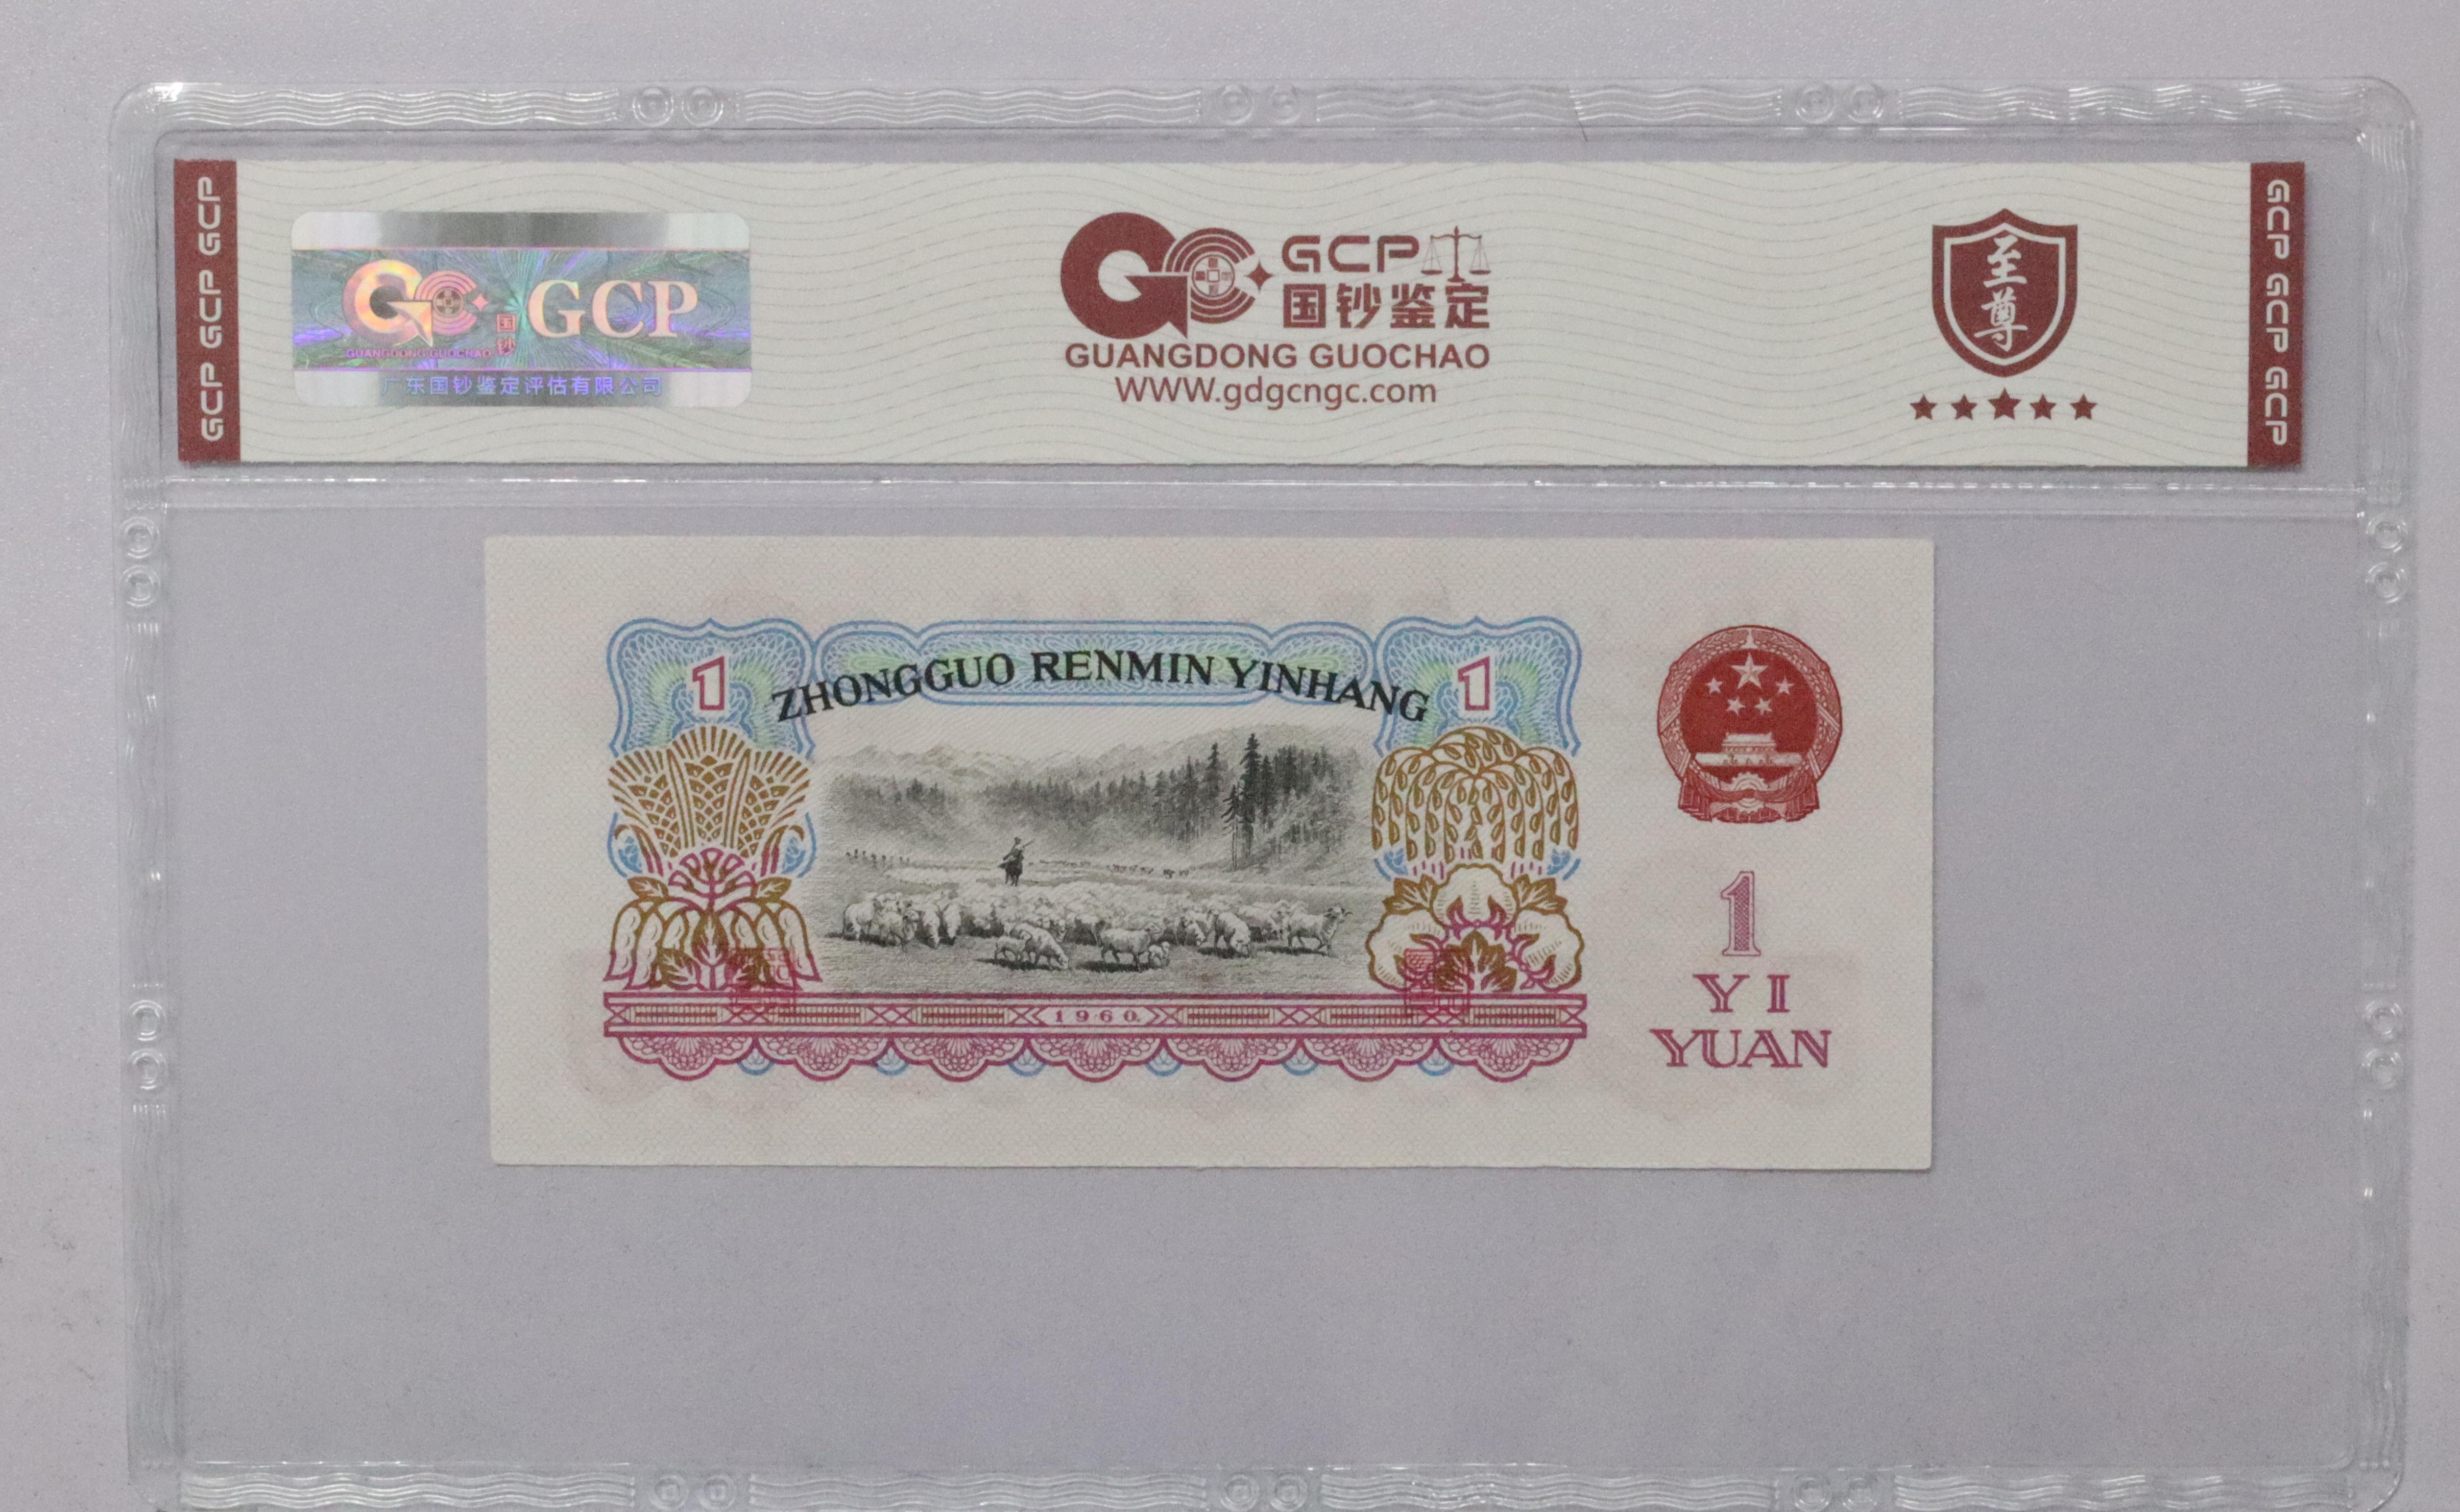 GCP GCP GCP
GCP
国钞
GUANGDONG GUOCHAO
广东国钞鉴定评估有限公司
GCP
国钞鉴定
GUANGDONG GUOCHAO
WWW.gdgcngc.com
至尊
GCP GCP GCP
1
ZHONGGUO RENMIN YINHANG
1
1960
1
YI
YUAN